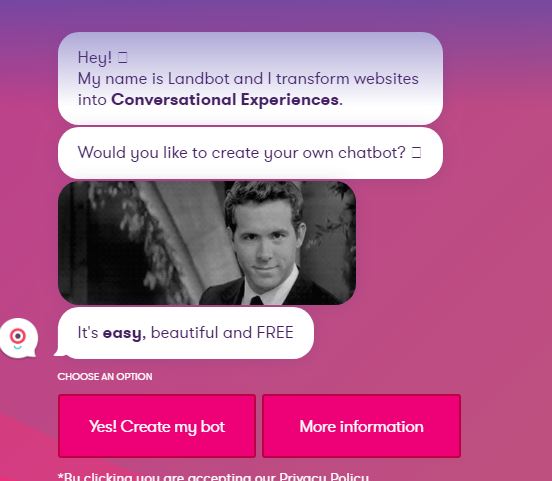 Hey! 
My name is Landbot and I transform websites
into Conversational Experiences.
Would you like to create your own chatbot? 
It's easy, beautiful and FREE
CHOOSE AN OPTION
Yes! Create my bot
More information
*By clicking you are accepting our Privacy Policy